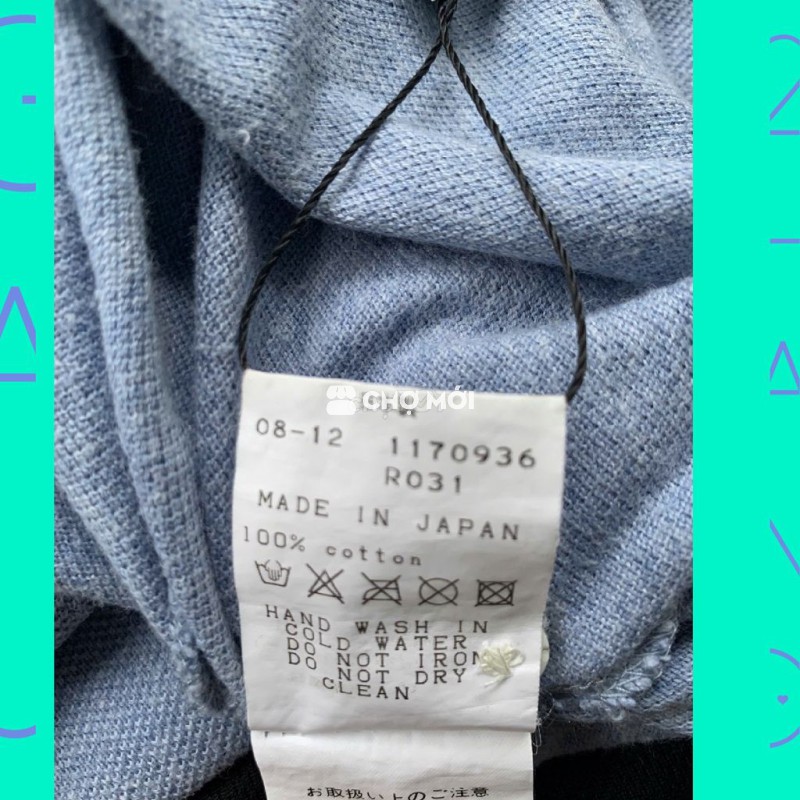 CHỢ MỚI
08-12 1170936
R031
MADE IN JAPAN
100% cotton
HAND WASH IN
COLD WATER
DO NOT IRON
DO NOT DRY
CLEAN
お取扱い上のご注意